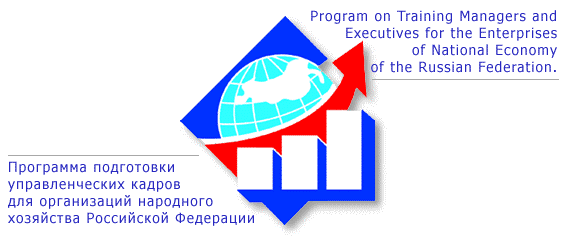 Program on Training Managers and
Executives for the Enterprises
of National Economy
of the Russian Federation.
Программа подготовки
управленческих кадров
для организаций народного
хозяйства Российской Федерации